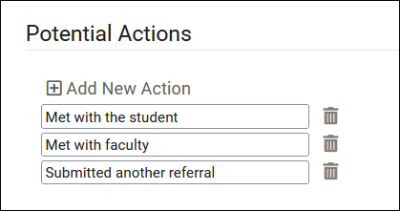 Potential Actions
Add New Action
Met with the student
Met with faculty
Submitted another referral